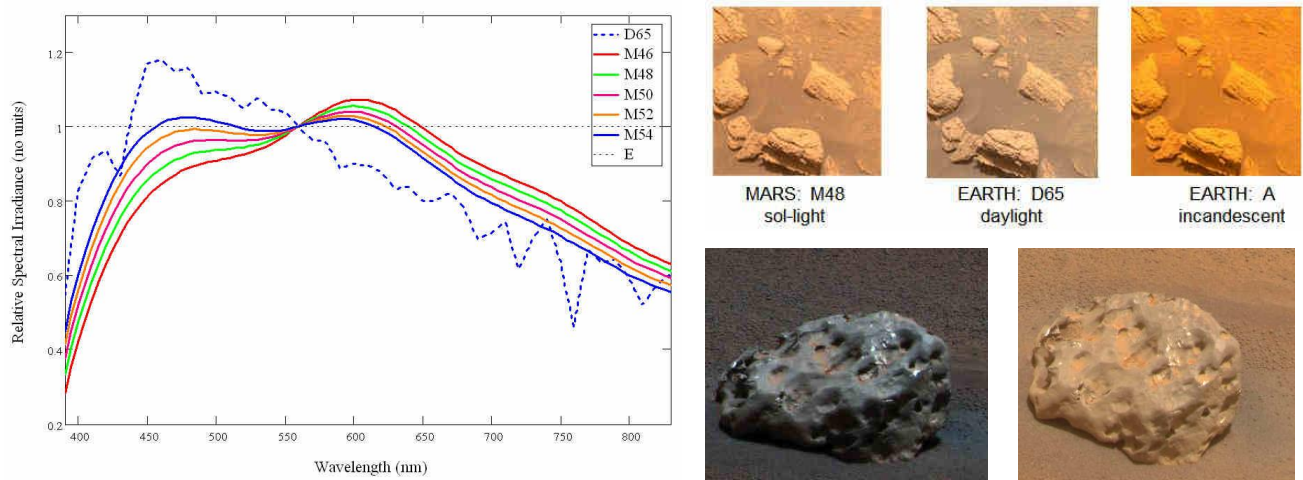 1.2
1
0.8
0.6
0.4
0.2
Relative Spectral Irradiance (no units)
400 450 500 550 600 650 700 750 800
Wavelength (nm)
D65
M46
M48
M50
M52
M54
E
MARS: M48
sol-light
EARTH: D65
daylight
EARTH: A
incandescent